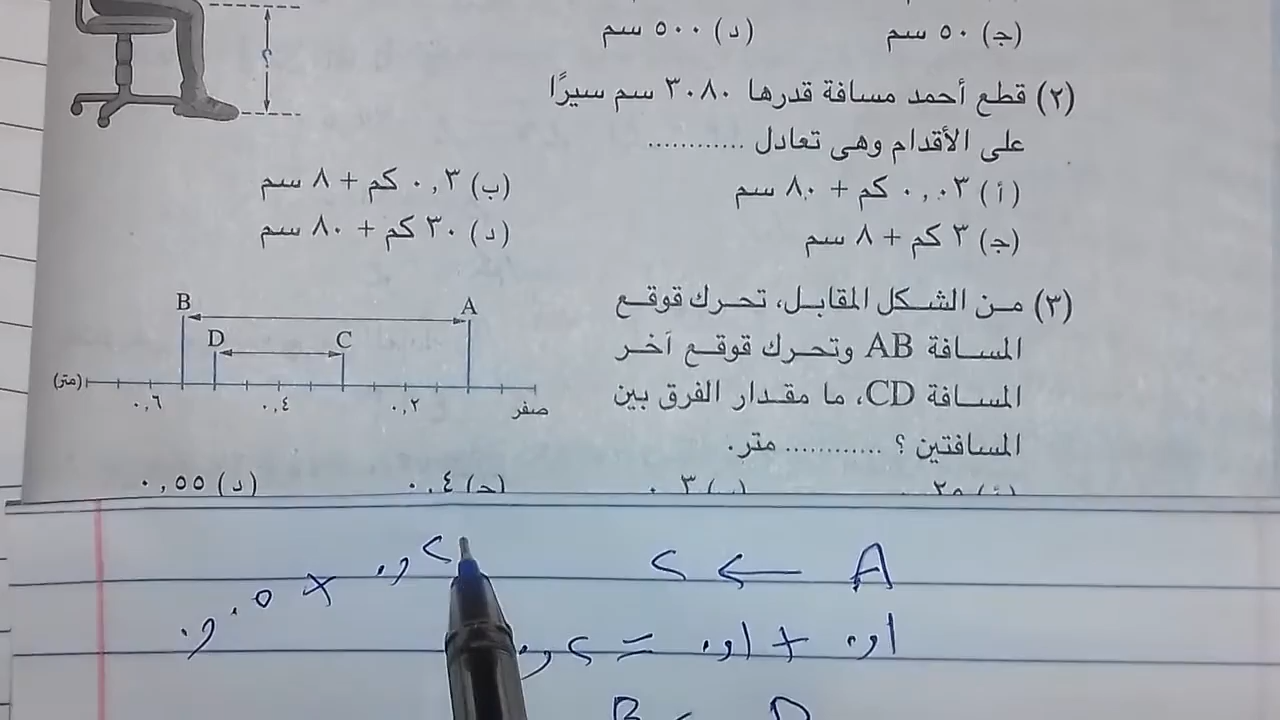 ؟
(ج) ٥٠ سم (د) ٥٠٠ سم
(٢) قطع أحمد مسافة قدرها ٣٠٨٠ سم سيرًا
على الأقدام وهى تعادل ............
(أ) ٠,٠٣ كم + ٨٠ سم (ب) ٠,٣ كم + ٨ سم
(ج) ٣ كم + ٨ سم (د) ٣٠ كم + ٨٠ سم
(٣) من الشكل المقابل، تحرك قوقع
المسافة AB وتحرك قوقع آخر
المسافة CD، ما مقدار الفرق بين
المسافتين ؟ ............ متر.
B A
D C
(متر) ٠,٦ ٠,٤ ٠,٢ صفر
(ج) ٠,٤ (د) ٠,٥٥
A ← C
٠,١ + ٠,١ = ٠,٢
٠,٢ + ٠,٠٥
D B